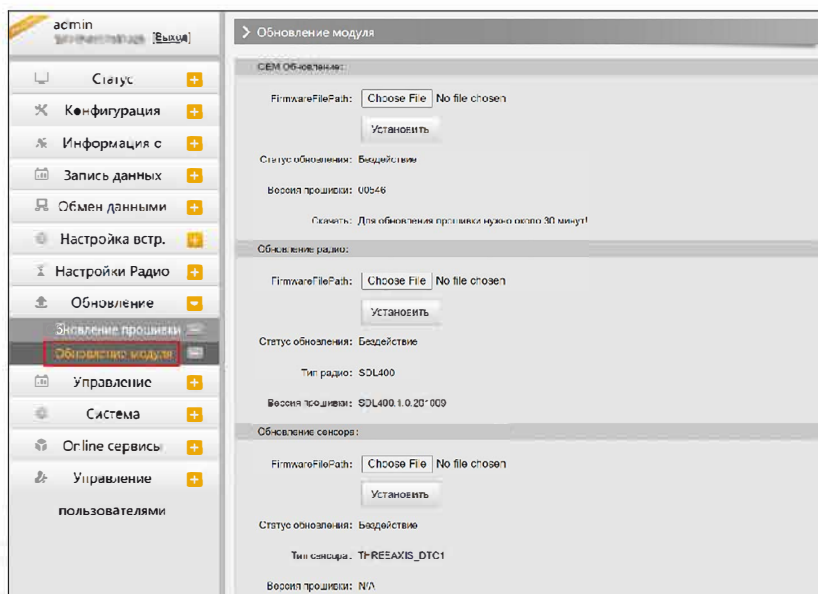 admin
[Выход]
Статус
Конфигурация
Информация с
Запись данных
Обмен данными
Настройка встр.
Настройки Радио
Обновление
Обновление модуля
Управление
Система
Online сервисы
Управление
пользователями
Обновление модуля
OEM Обновление:
FirmwareFilePath: Choose File No file chosen
Установить
Статус обновления: Бездействие
Версия прошивки: 00546
Скачать: Для обновления прошивки нужно около 30 минут!
Обновление радио:
FirmwareFilePath: Choose File No file chosen
Установить
Статус обновления: Бездействие
Тип радио: SDL400
Версия прошивки: SDL400.1.0.201009
Обновление сенсора:
FirmwareFilePath: Choose File No file chosen
Установить
Статус обновления: Бездействие
Тип сенсора: THREEAXIS_DTC1
Версия прошивки: N/A